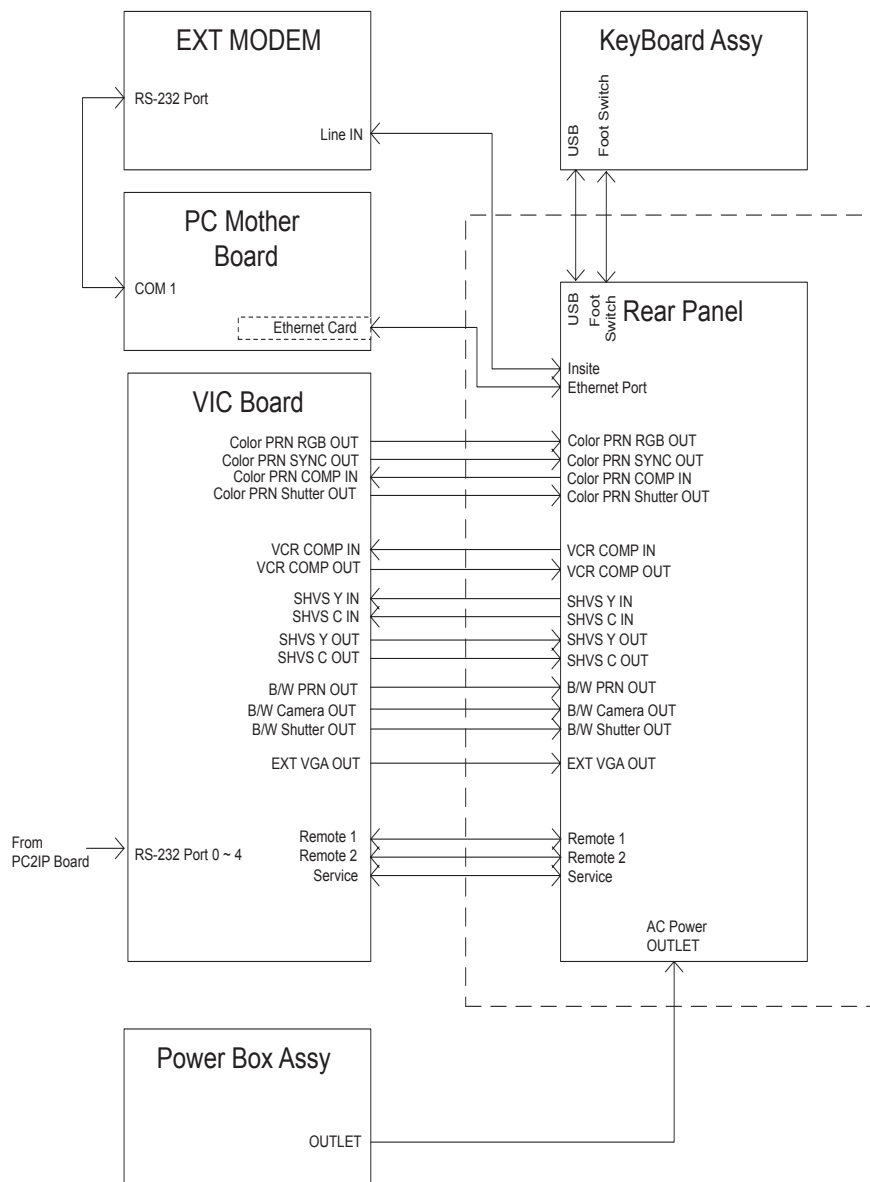 EXT MODEM
RS-232 Port
Line IN
KeyBoard Assy
USB
Foot Switch
PC Mother
Board
COM 1
Ethernet Card
Rear Panel
USB
Foot
Switch
Insite
Ethernet Port
VIC Board
Color PRN RGB OUT
Color PRN SYNC OUT
Color PRN COMP IN
Color PRN Shutter OUT
VCR COMP IN
VCR COMP OUT
SHVS Y IN
SHVS C IN
SHVS Y OUT
SHVS C OUT
B/W PRN OUT
B/W Camera OUT
B/W Shutter OUT
EXT VGA OUT
Remote 1
Remote 2
Service
From
PC2IP Board
RS-232 Port 0 ~ 4
Color PRN RGB OUT
Color PRN SYNC OUT
Color PRN COMP IN
Color PRN Shutter OUT
VCR COMP IN
VCR COMP OUT
SHVS Y IN
SHVS C IN
SHVS Y OUT
SHVS C OUT
B/W PRN OUT
B/W Camera OUT
B/W Shutter OUT
EXT VGA OUT
Remote 1
Remote 2
Service
AC Power
OUTLET
Power Box Assy
OUTLET